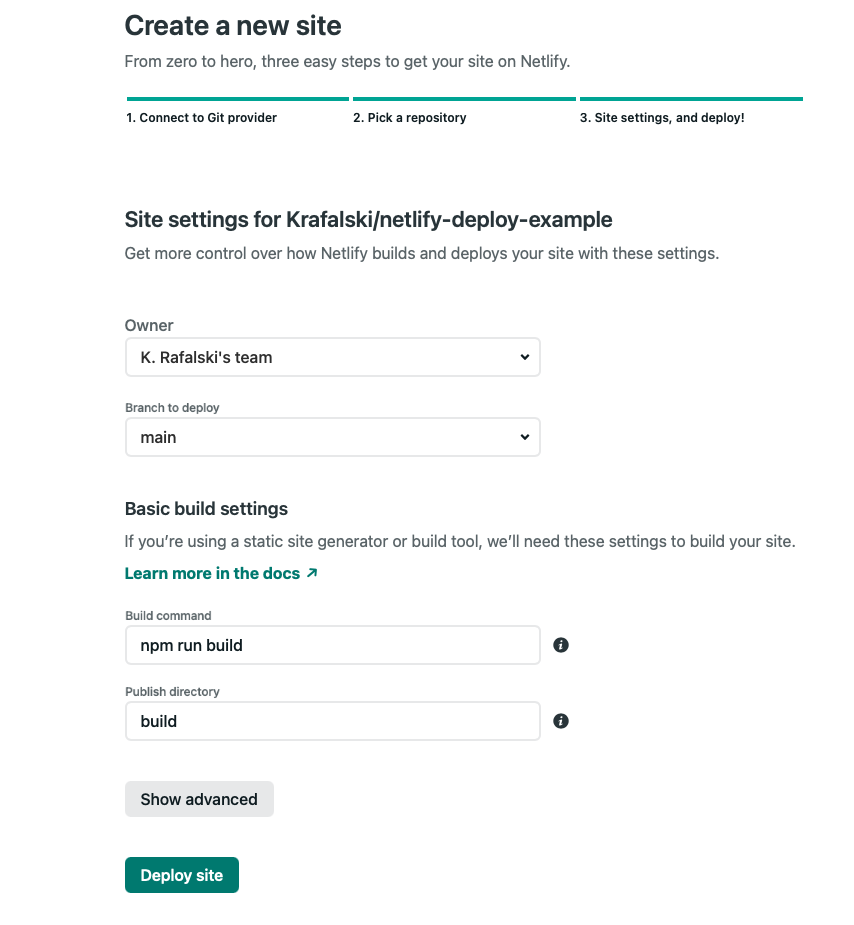 Create a new site
From zero to hero, three easy steps to get your site on Netlify.
1. Connect to Git provider
2. Pick a repository
3. Site settings, and deploy!
Site settings for Krafalski/netlify-deploy-example
Get more control over how Netlify builds and deploys your site with these settings.
Owner
K. Rafalski's team
Branch to deploy
main
Basic build settings
If you’re using a static site generator or build tool, we’ll need these settings to build your site.
Learn more in the docs ↗
Build command
npm run build
Publish directory
build
Show advanced
Deploy site